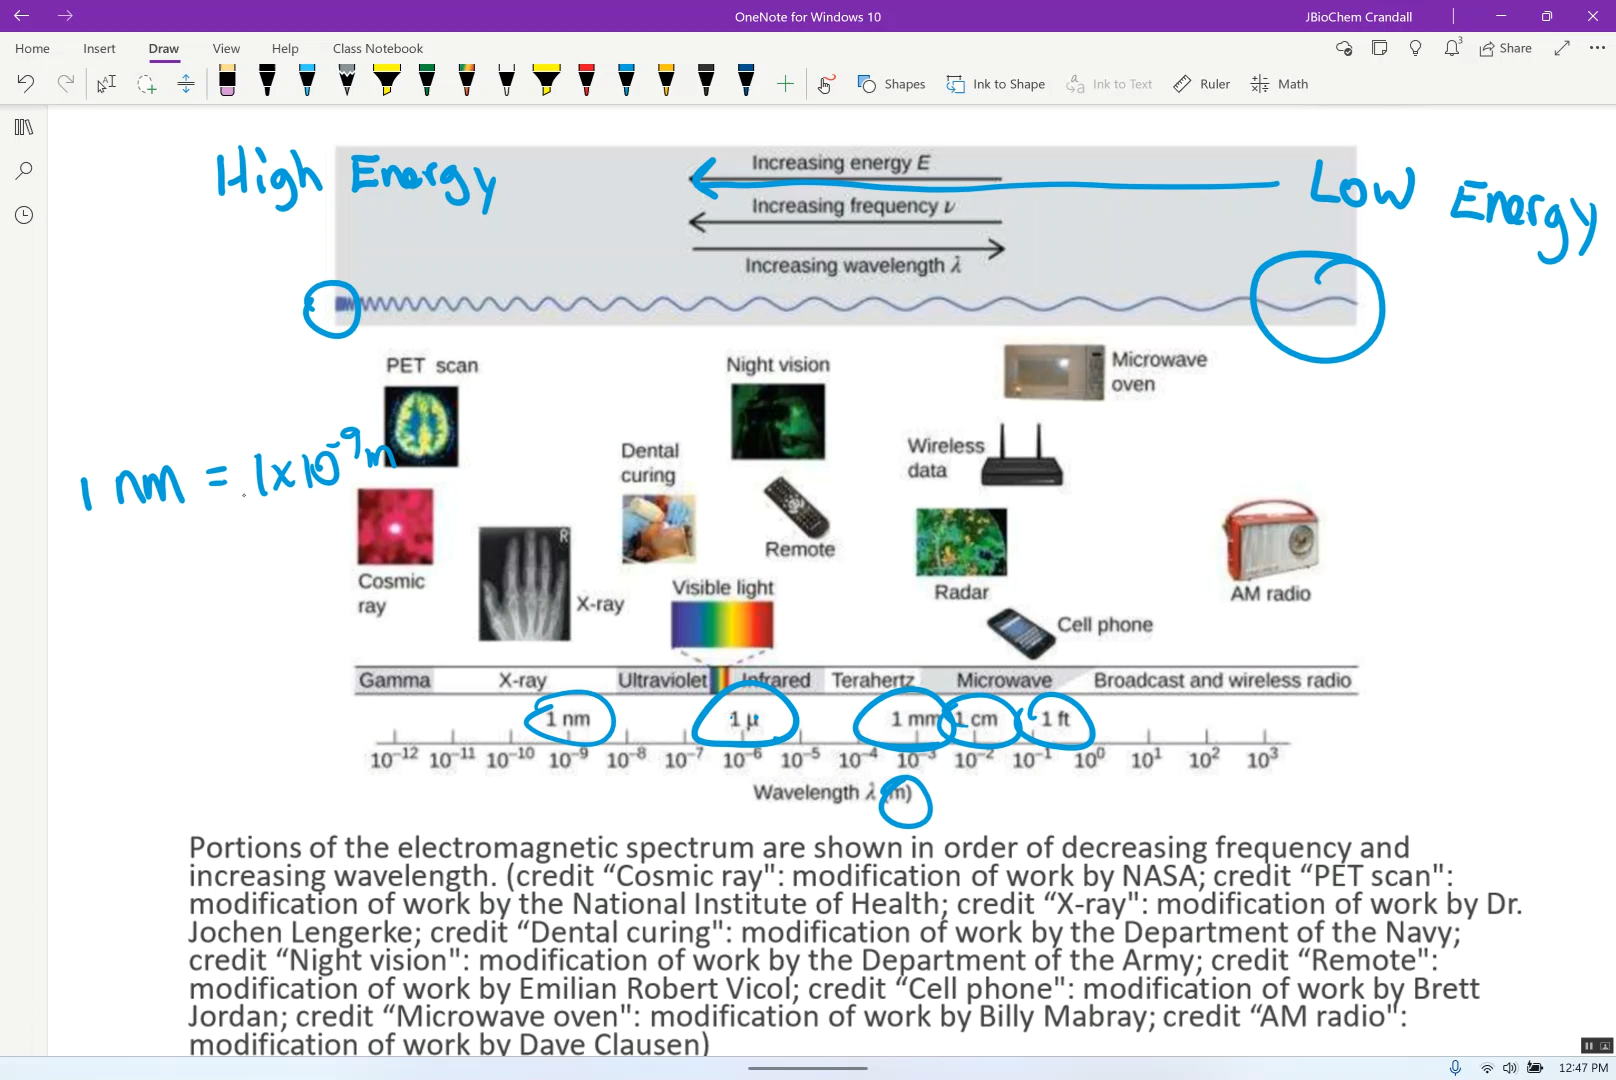 OneNote for Windows 10
JBioChem Crandall
Home Insert Draw View Help Class Notebook
3
Share
Shapes Ink to Shape Ink to Text Ruler Math
High Energy
Increasing energy E
Low Energy
Increasing frequency ν
Increasing wavelength λ
PET scan
Night vision
Microwave
oven
1 nm = 1x10⁻⁹m
Dental
curing
Wireless
data
Remote
Cosmic
ray
R
X-ray
Visible light
Radar
AM radio
Cell phone
Gamma X-ray Ultraviolet Infrared Terahertz Microwave Broadcast and wireless radio
1 nm 1 µ 1 mm 1 cm 1 ft
10⁻¹² 10⁻¹¹ 10⁻¹⁰ 10⁻⁹ 10⁻⁸ 10⁻⁷ 10⁻⁶ 10⁻⁵ 10⁻⁴ 10⁻³ 10⁻² 10⁻¹ 10⁰ 10¹ 10² 10³
Wavelength λ (m)
Portions of the electromagnetic spectrum are shown in order of decreasing frequency and
increasing wavelength. (credit “Cosmic ray": modification of work by NASA; credit “PET scan":
modification of work by the National Institute of Health; credit “X-ray": modification of work by Dr.
Jochen Lengerke; credit “Dental curing": modification of work by the Department of the Navy;
credit “Night vision": modification of work by the Department of the Army; credit “Remote":
modification of work by Emilian Robert Vicol; credit “Cell phone": modification of work by Brett
Jordan; credit “Microwave oven": modification of work by Billy Mabray; credit “AM radio":
modification of work by Dave Clausen)
12:47 PM